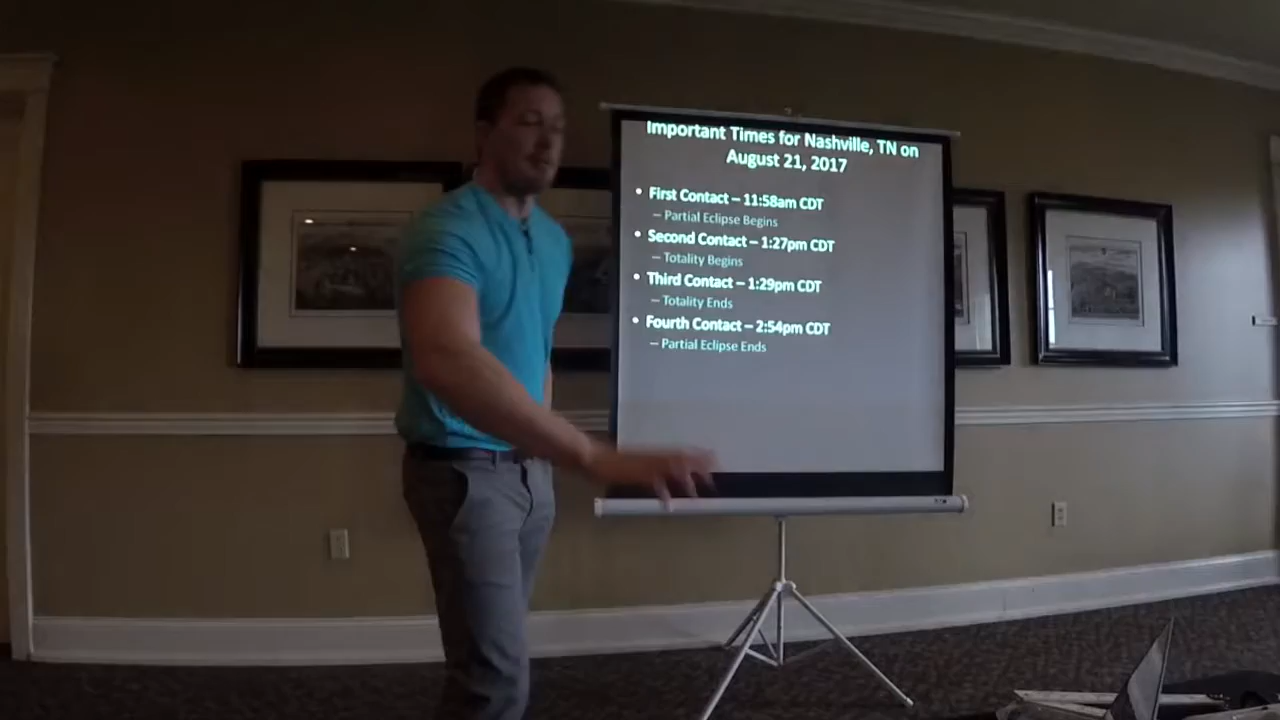 Important Times for Nashville, TN on
August 21, 2017
• First Contact – 11:58am CDT
– Partial Eclipse Begins
• Second Contact – 1:27pm CDT
– Totality Begins
• Third Contact – 1:29pm CDT
– Totality Ends
• Fourth Contact – 2:54pm CDT
– Partial Eclipse Ends